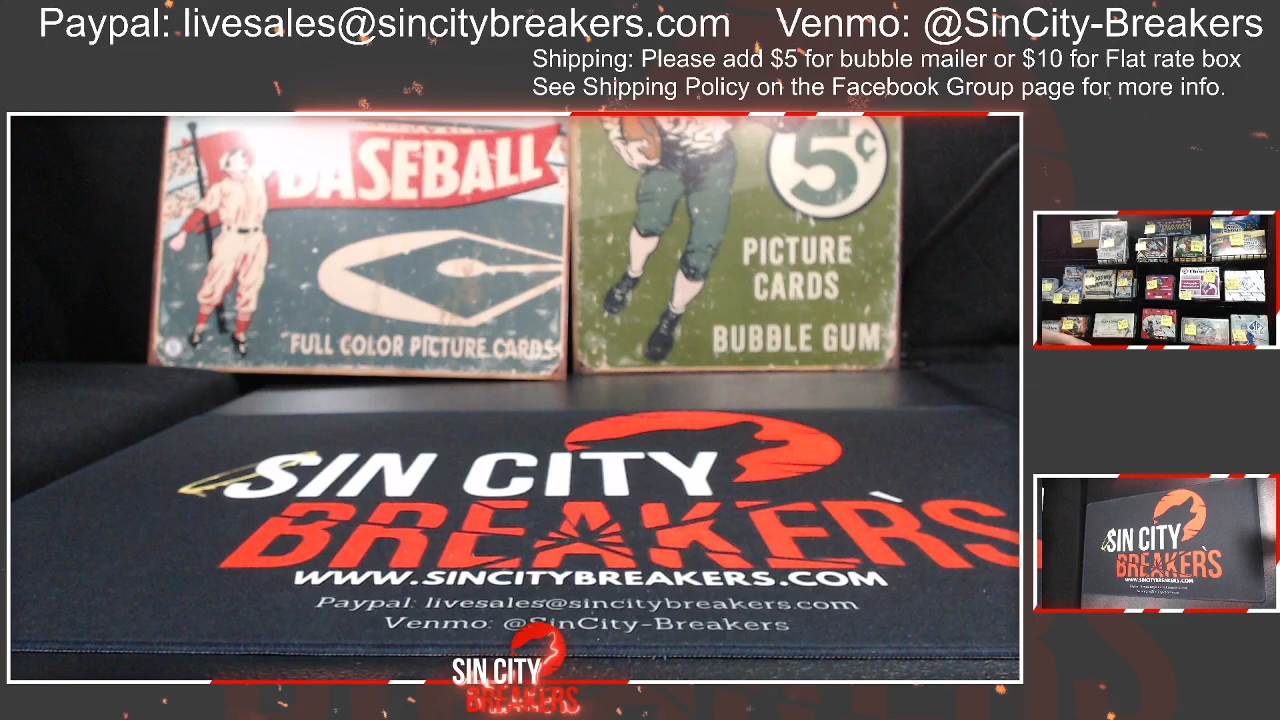 Paypal: livesales@sincitybreakers.com Venmo: @SinCity-Breakers
Shipping: Please add $5 for bubble mailer or $10 for Flat rate box
See Shipping Policy on the Facebook Group page for more info.
BASEBALL
FULL COLOR PICTURE CARDS
5¢
PICTURE
CARDS
BUBBLE GUM
SIN CITY
BREAKERS
WWW.SINCITYBREAKERS.COM
Paypal: livesales@sincitybreakers.com
Venmo: @SinCity-Breakers
SIN CITY
BREAKERS
SIN CITY
BREAKERS
WWW.SINCITYBREAKERS.COM